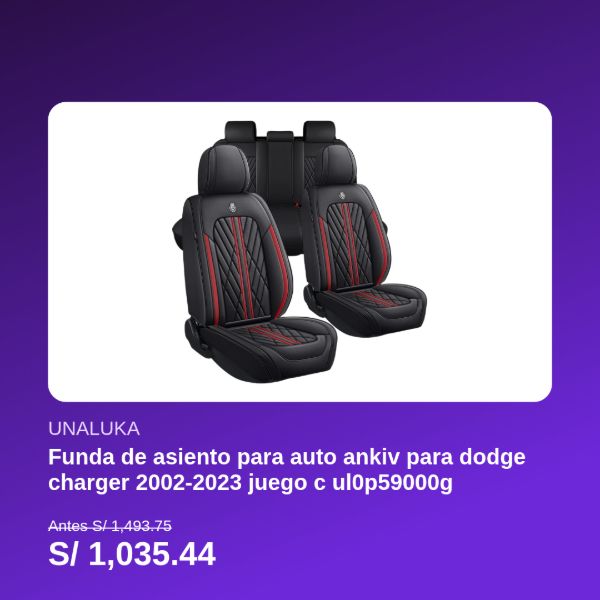 UNALUKA
Funda de asiento para auto ankiv para dodge
charger 2002-2023 juego c ul0p59000g
Antes S/ 1,493.75
S/ 1,035.44